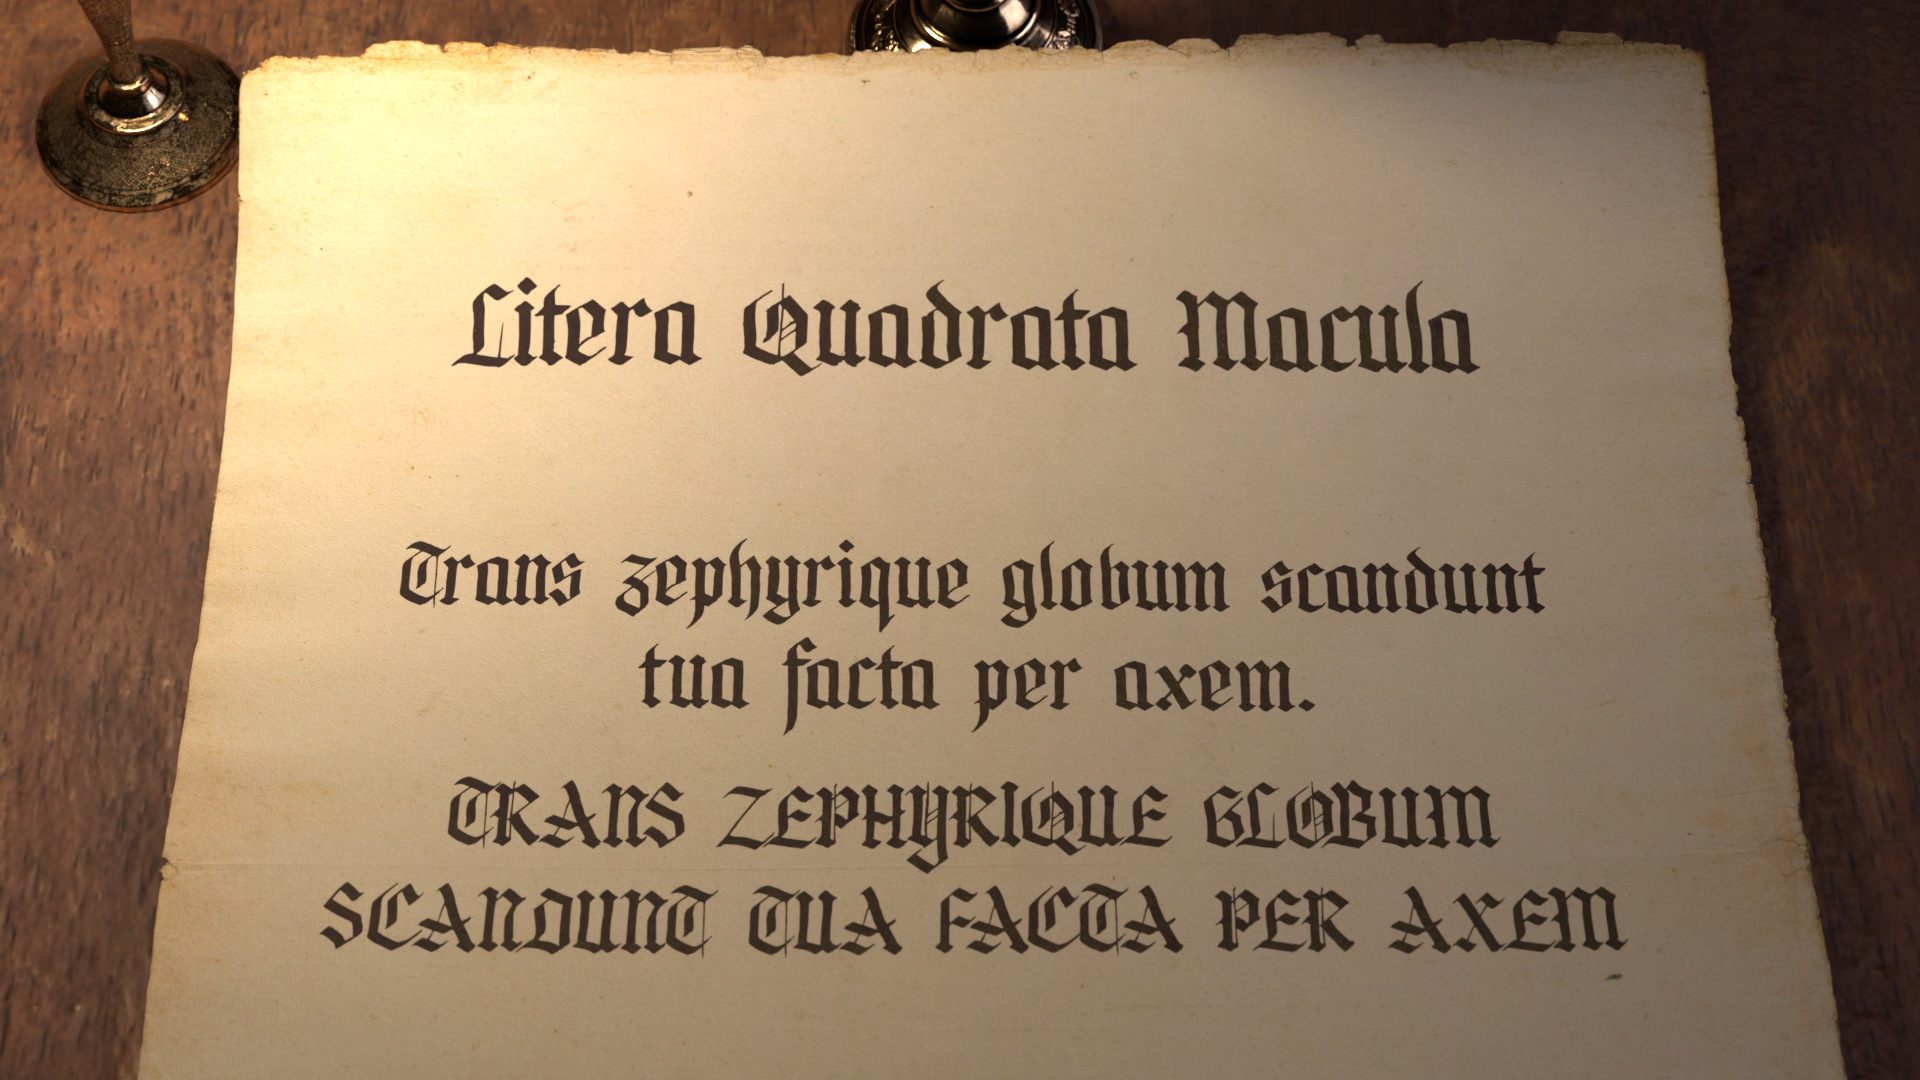 Litera Quadrata Macula
Trans zephyrique globum scandunt
tua facta per axem.
TRANS ZEPHYRIQUE GLOBUM
SCANDUNT TUA FACTA PER AXEM